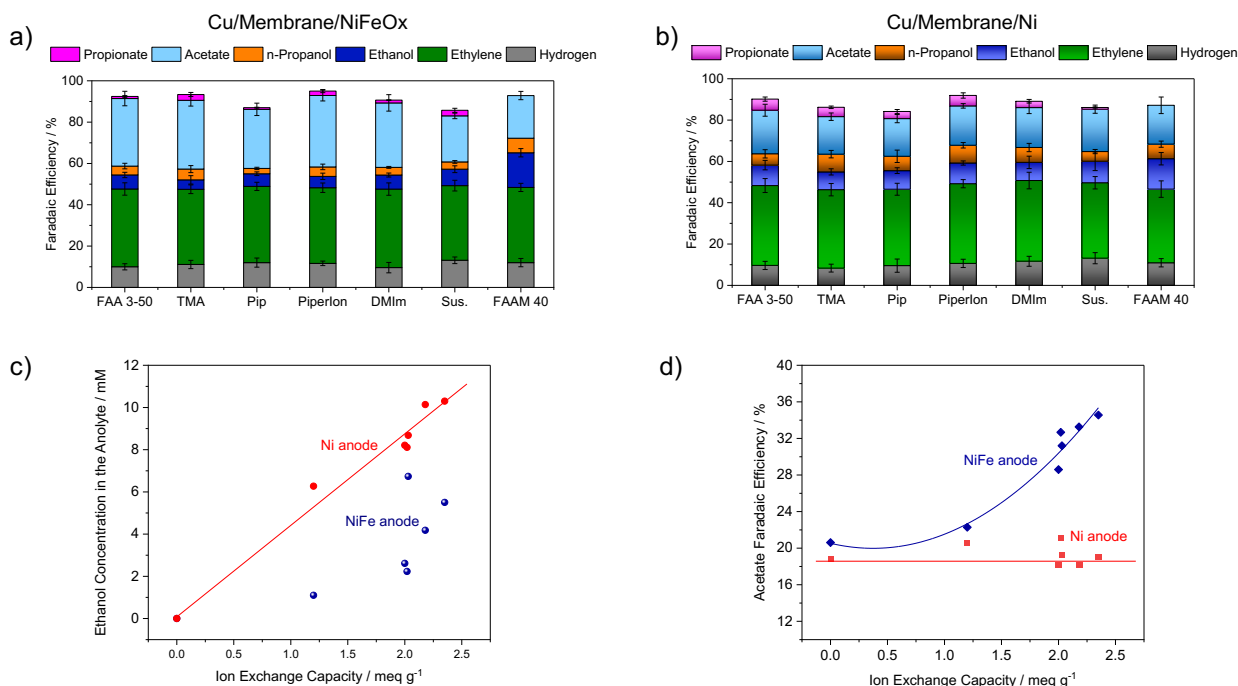 a)
Cu/Membrane/NiFeOx
Propionate Acetate n-Propanol Ethanol Ethylene Hydrogen
100
80
60
40
20
0
Faradaic Efficiency / %
FAA 3-50 TMA Pip PiperIon DMIm Sus. FAAM 40
b)
Cu/Membrane/Ni
Propionate Acetate n-Propanol Ethanol Ethylene Hydrogen
100
80
60
40
20
0
Faradaic Efficiency / %
FAA 3-50 TMA Pip PiperIon DMIm Sus. FAAM 40
c)
12
10
8
6
4
2
0
Ethanol Concentration in the Anolyte / mM
Ni anode
NiFe anode
0.0 0.5 1.0 1.5 2.0 2.5
Ion Exchange Capacity / meq g-1
d)
40
36
32
28
24
20
16
12
Acetate Faradaic Efficiency / %
NiFe anode
Ni anode
0.0 0.5 1.0 1.5 2.0 2.5
Ion Exchange Capacity / meq g-1